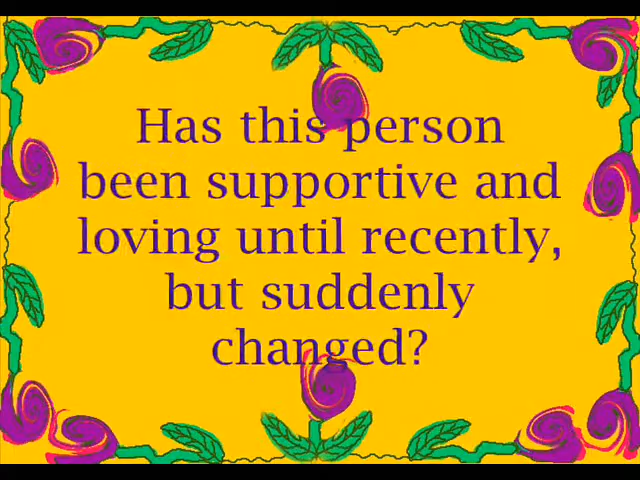 Has this person
been supportive and
loving until recently,
but suddenly
changed?